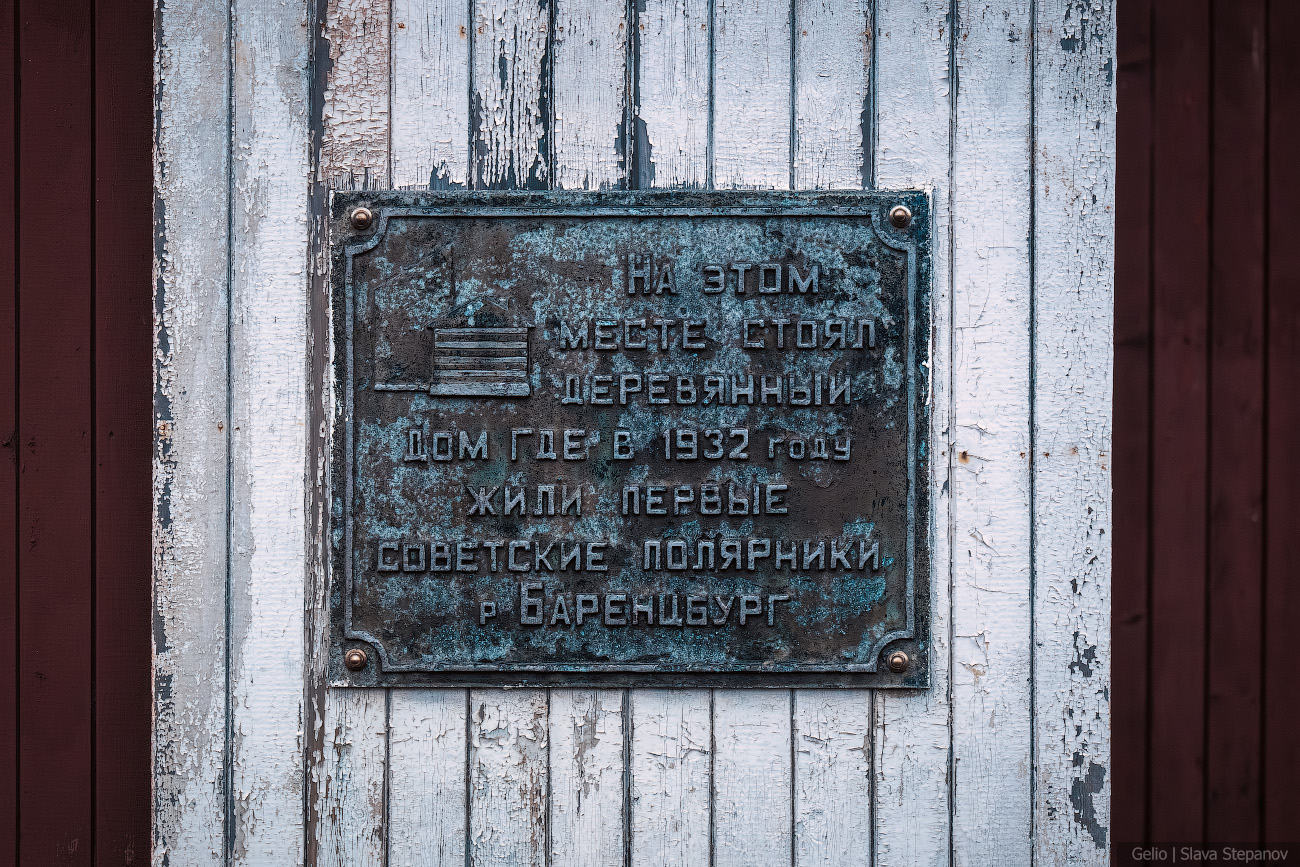 На этом
месте стоял
деревянный
дом где в 1932 году
жили первые
советские полярники
р Баренцбург
Gelio | Slava Stepanov